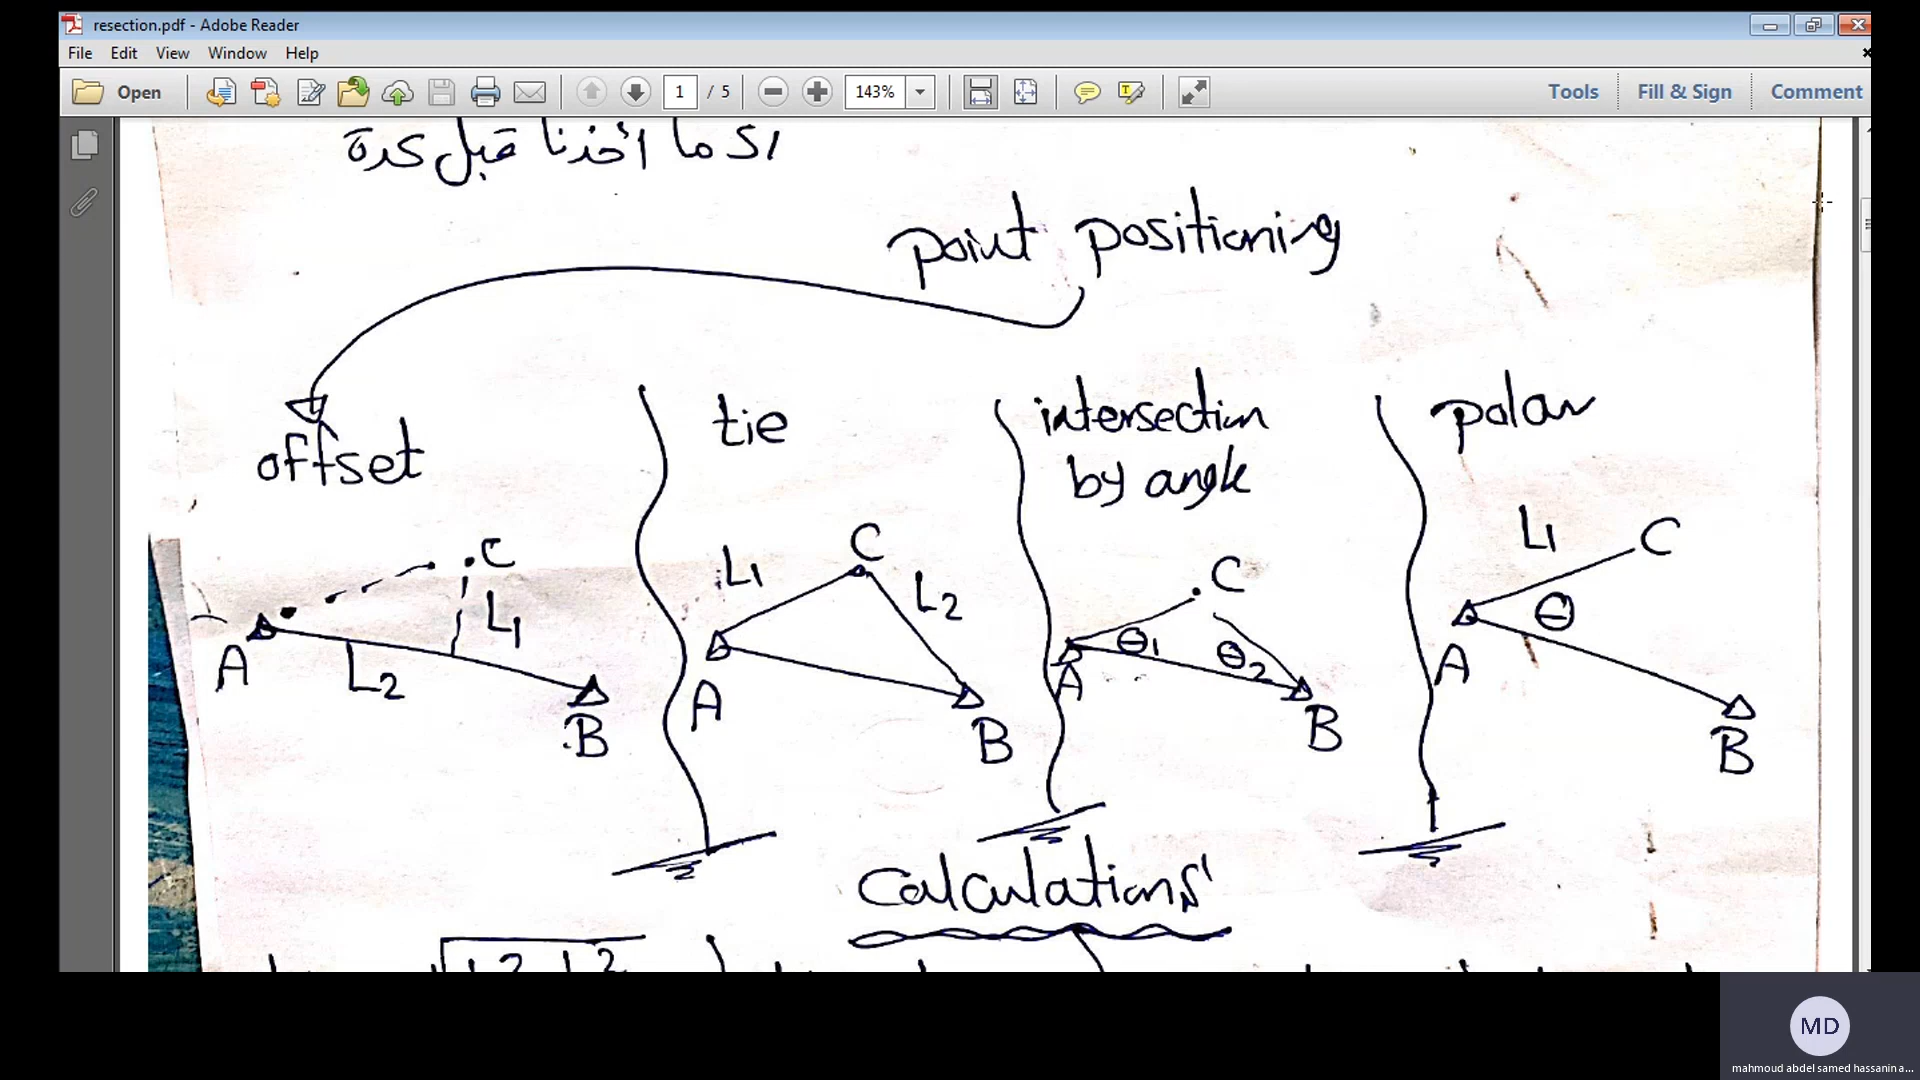 resection.pdf - Adobe Reader
File Edit View Window Help
Open 1 / 5 143% Tools Fill & Sign Comment
كما أخذنا قبل كدة
point positioning
offset
tie
intersection
by angle
polar
C
L1
A
L2
B
C
L1
L2
A
B
C
θ1
θ2
A
B
L1
C
θ
A
B
Calculations
MD
mahmoud abdel samed hassanin a...